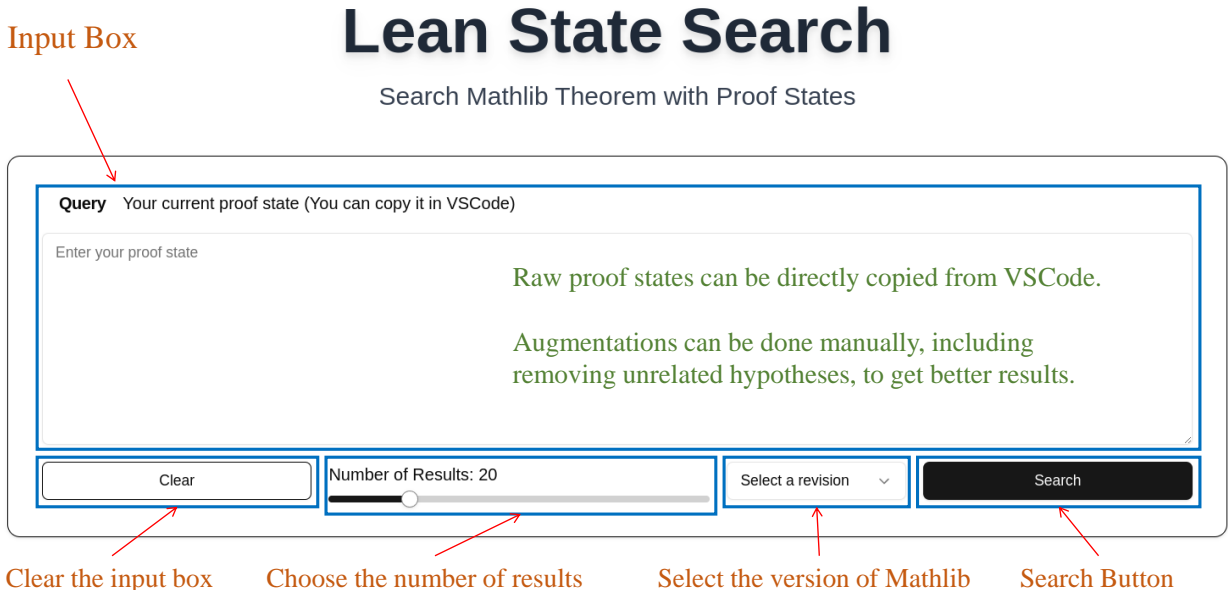 Lean State Search
Input Box
Search Mathlib Theorem with Proof States
Query Your current proof state (You can copy it in VSCode)
Enter your proof state
Raw proof states can be directly copied from VSCode.
Augmentations can be done manually, including
removing unrelated hypotheses, to get better results.
Clear
Number of Results: 20
Select a revision
Search
Clear the input box
Choose the number of results
Select the version of Mathlib
Search Button